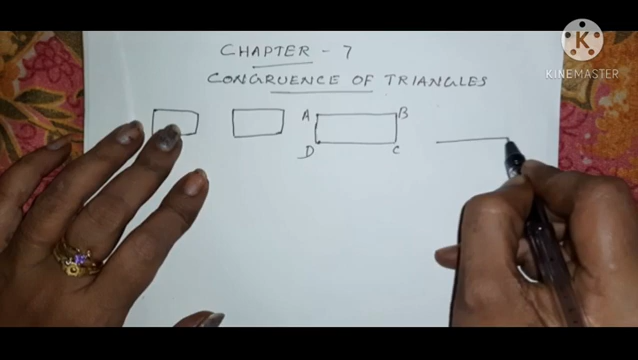 CHAPTER - 7
CONGRUENCE OF TRIANGLES
A B
D C
K
KINEMASTER